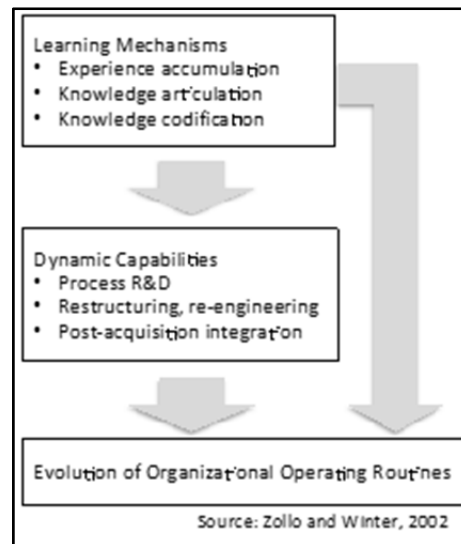 Learning Mechanisms
• Experience accumulation
• Knowledge articulation
• Knowledge codification
Dynamic Capabilities
• Process R&D
• Restructuring, re-engineering
• Post-acquisition integration
Evolution of Organizational Operating Routines
Source: Zollo and Winter, 2002